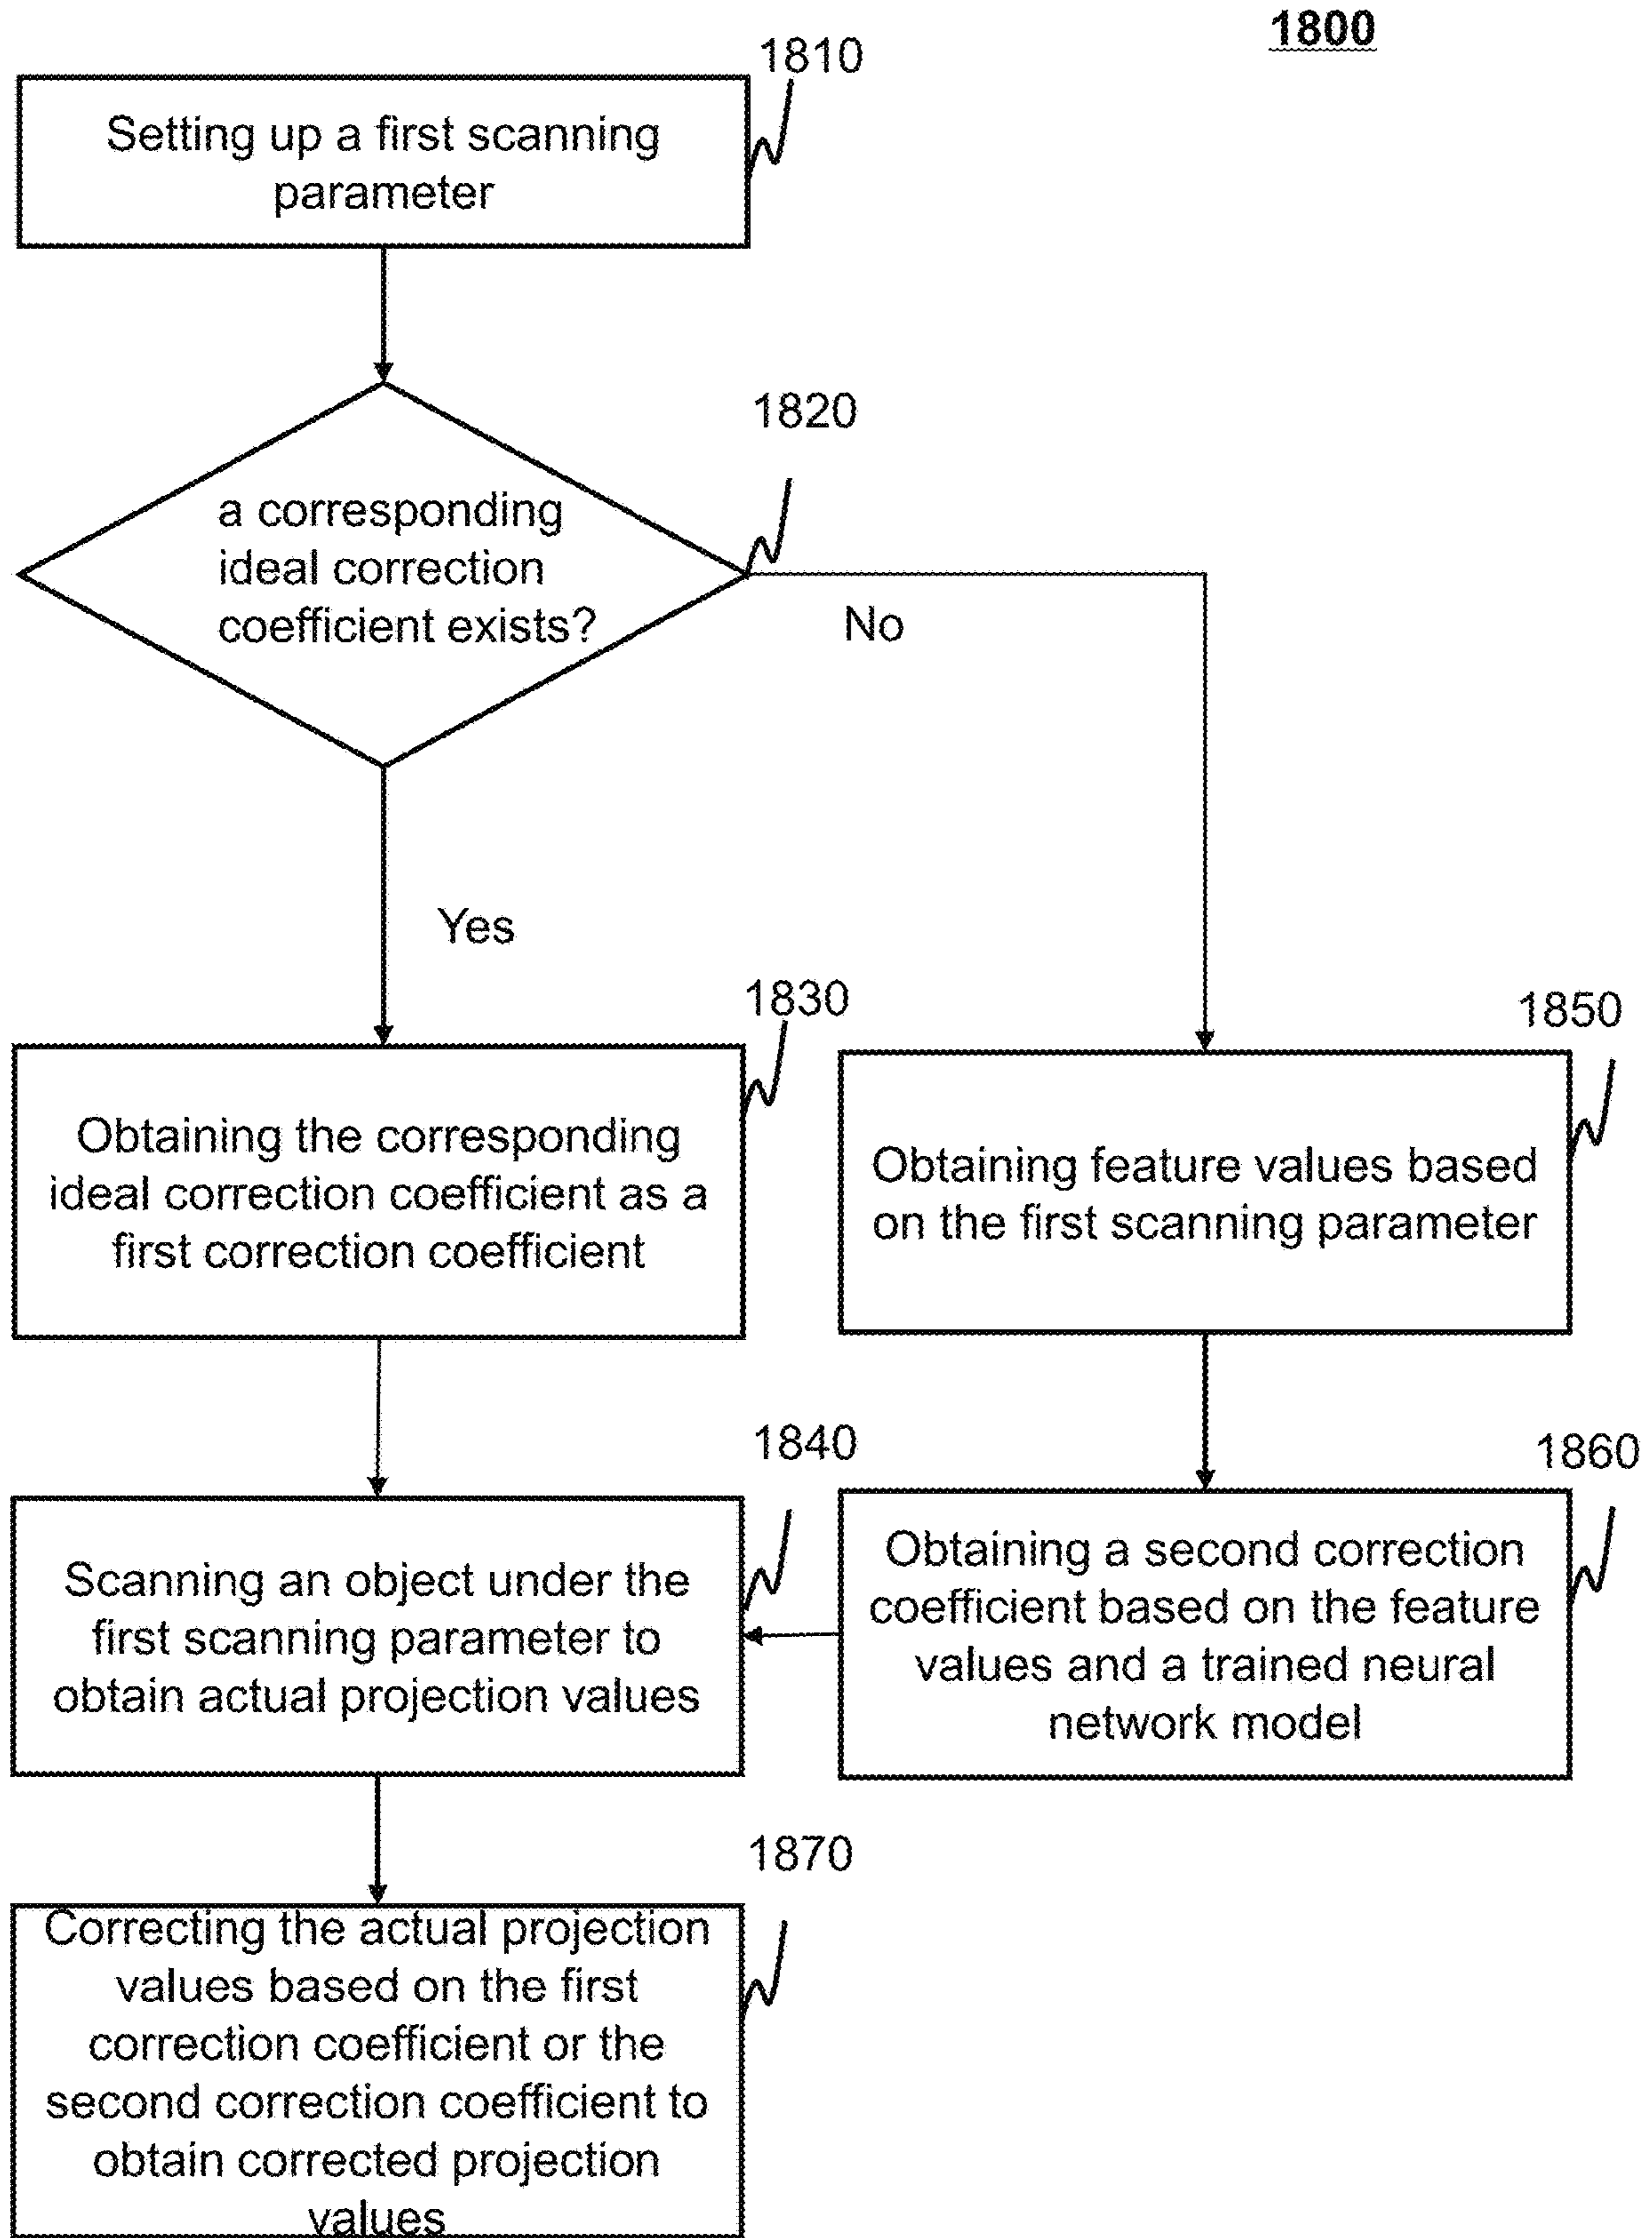 1800
1810
Setting up a first scanning
parameter
1820
a corresponding
ideal correction
coefficient exists?
No
Yes
1830
Obtaining the corresponding
ideal correction coefficient as a
first correction coefficient
1850
Obtaining feature values based
on the first scanning parameter
1840
Scanning an object under the
first scanning parameter to
obtain actual projection values
1860
Obtaining a second correction
coefficient based on the feature
values and a trained neural
network model
1870
Correcting the actual projection
values based on the first
correction coefficient or the
second correction coefficient to
obtain corrected projection
values